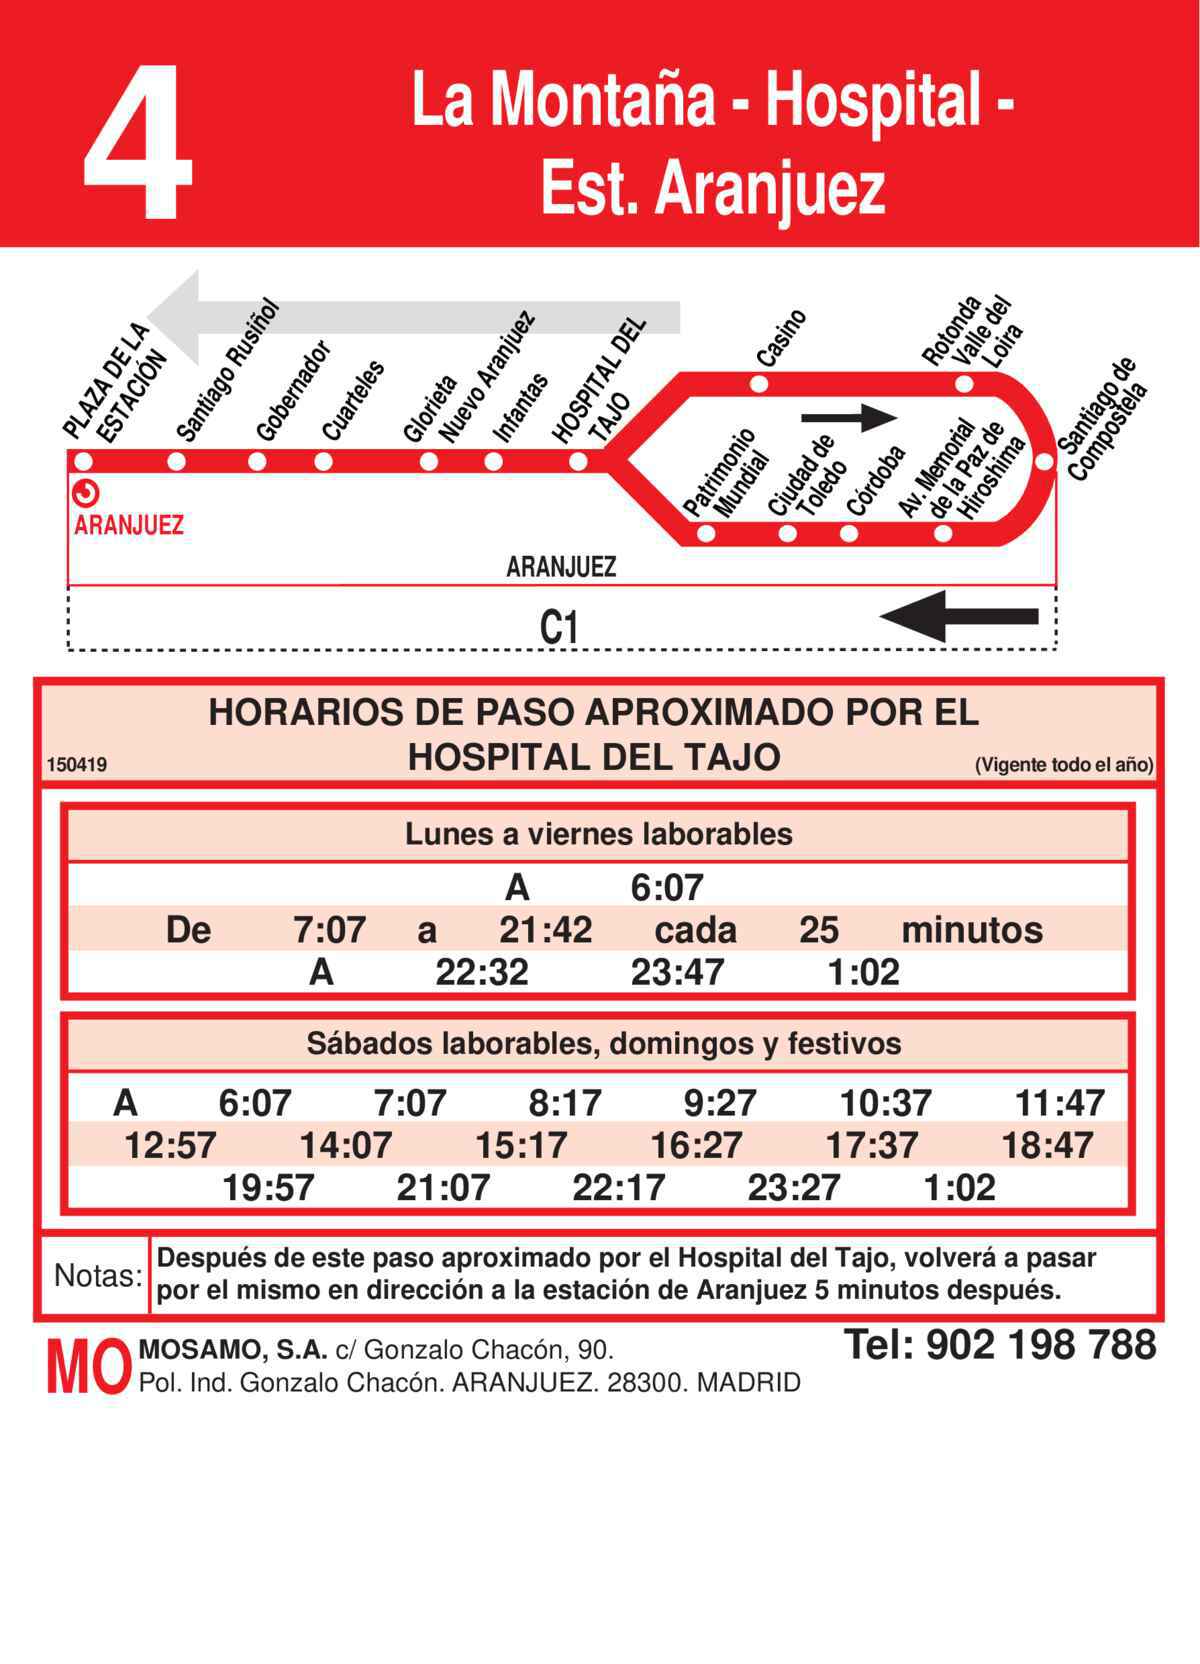 4
La Montaña - Hospital -
Est. Aranjuez
PLAZA DE LA
ESTACIÓN
Santiago Rusiñol
Gobernador
Cuarteles
Glorieta
Nuevo Aranjuez
Infantas
HOSPITAL DEL
TAJO
Casino
Rotonda
Valle del
Loira
Santiago de
Compostela
Patrimonio
Mundial
Ciudad de
Toledo
Córdoba
Av. Memorial
de la Paz de
Hiroshima
ARANJUEZ
ARANJUEZ
C1
HORARIOS DE PASO APROXIMADO POR EL
HOSPITAL DEL TAJO
150419
(Vigente todo el año)
Lunes a viernes laborables
A 6:07
De 7:07 a 21:42 cada 25 minutos
A 22:32 23:47 1:02
Sábados laborables, domingos y festivos
A 6:07 7:07 8:17 9:27 10:37 11:47
12:57 14:07 15:17 16:27 17:37 18:47
19:57 21:07 22:17 23:27 1:02
Notas:
Después de este paso aproximado por el Hospital del Tajo, volverá a pasar
por el mismo en dirección a la estación de Aranjuez 5 minutos después.
MO
MOSAMO, S.A. c/ Gonzalo Chacón, 90.
Pol. Ind. Gonzalo Chacón. ARANJUEZ. 28300. MADRID
Tel: 902 198 788